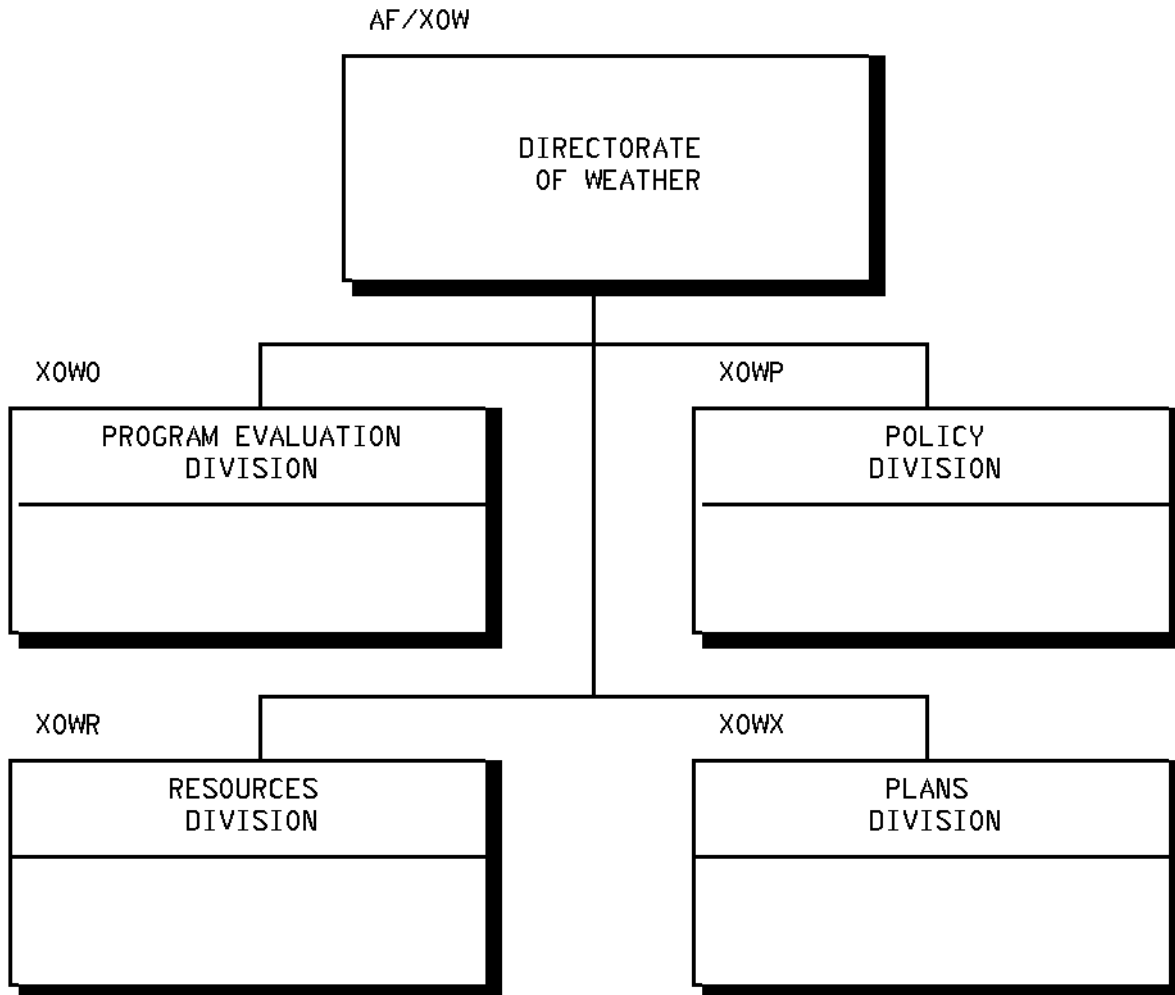 AF/XOW
DIRECTORATE
OF WEATHER
XOWO
PROGRAM EVALUATION
DIVISION
XOWP
POLICY
DIVISION
XOWR
RESOURCES
DIVISION
XOWX
PLANS
DIVISION